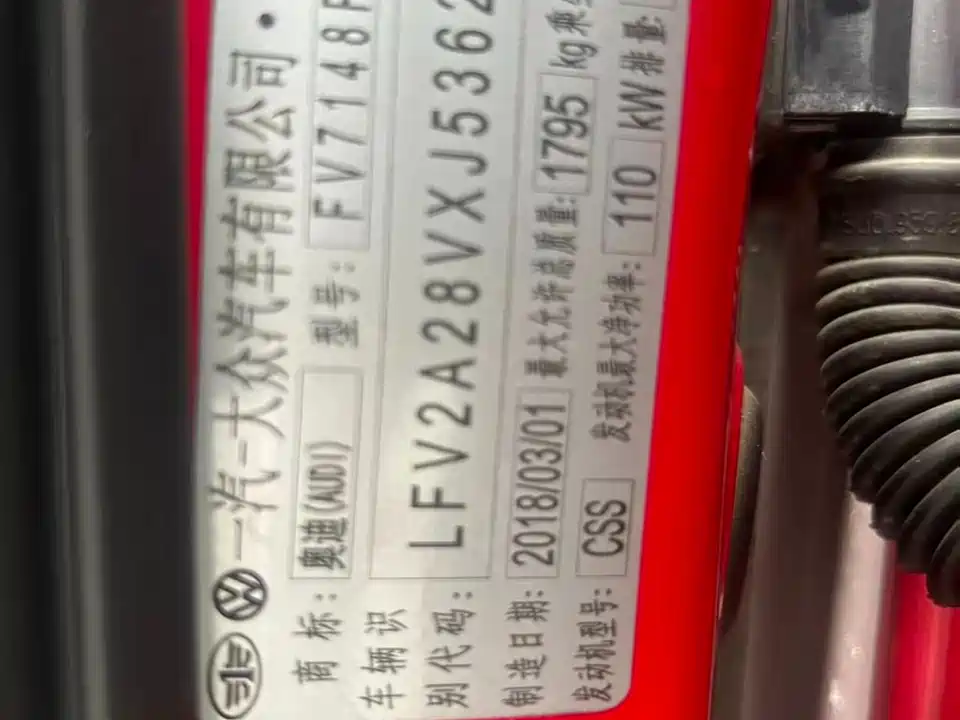 一汽-大众汽车有限公司 •
商标: 奥迪(AUDI) 型号: FV7148F
车辆识
别代码: LFV2A28VXJ5362
制造日期: 2018/03/01 最大允许总质量: 1795 kg 乘
发动机型号: CSS 发动机最大净功率: 110 kW 排量